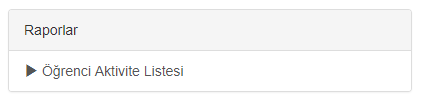 Raporlar
▶ Öğrenci Aktivite Listesi